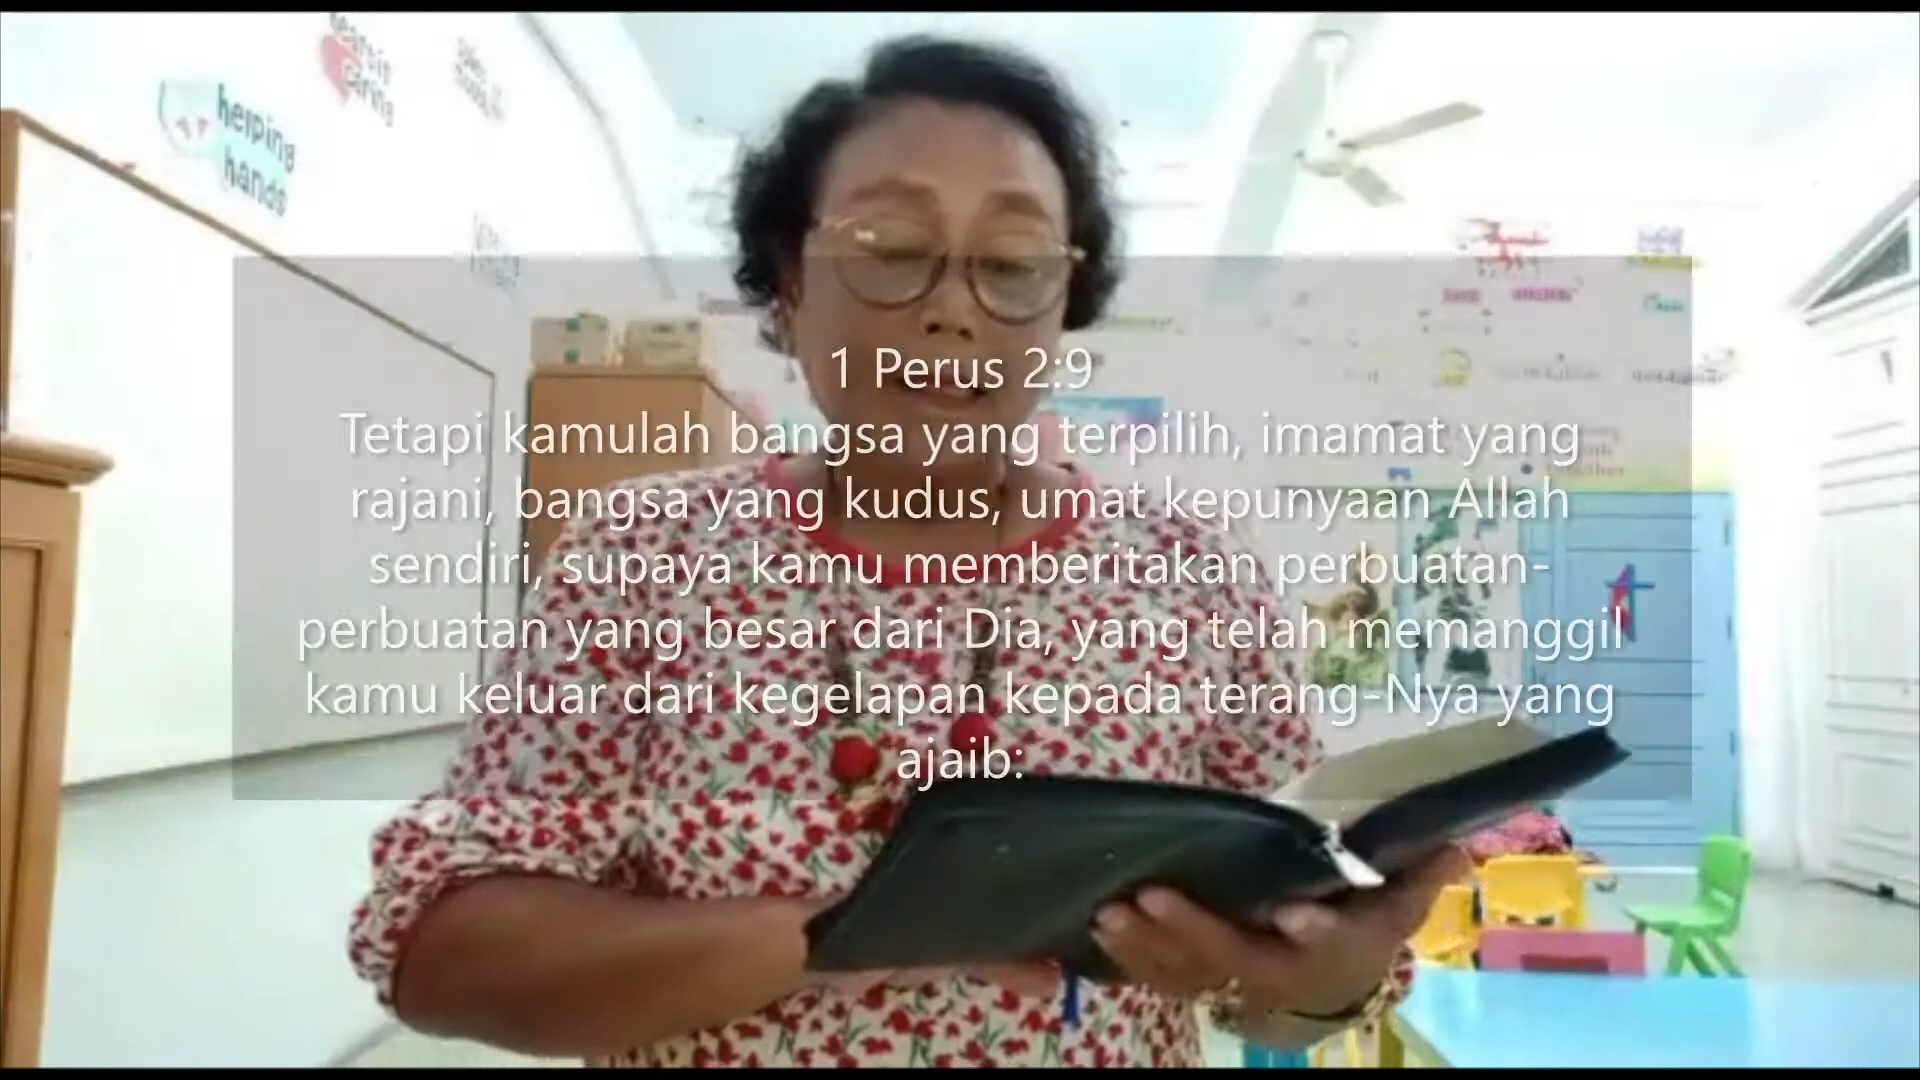 helping
hands
1 Perus 2:9
Tetapi kamulah bangsa yang terpilih, imamat yang
rajani, bangsa yang kudus, umat kepunyaan Allah
sendiri, supaya kamu memberitakan perbuatan-
perbuatan yang besar dari Dia, yang telah memanggil
kamu keluar dari kegelapan kepada terang-Nya yang
ajaib: